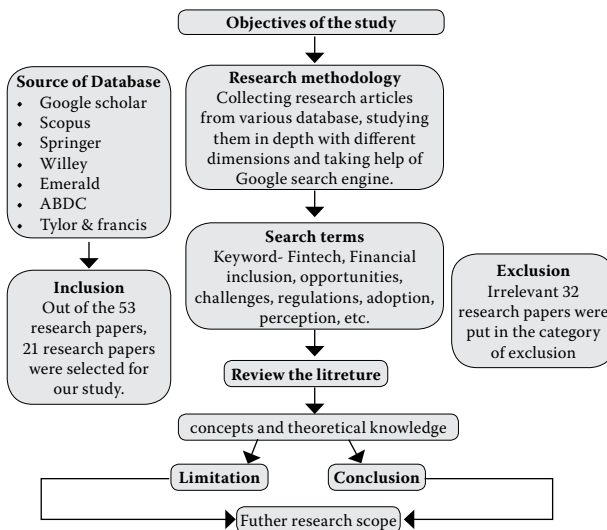 Objectives of the study
Source of Database
• Google scholar
• Scopus
• Springer
• Willey
• Emerald
• ABDC
• Tylor & francis
Research methodology
Collecting research articles
from various database, studying
them in depth with different
dimensions and taking help of
Google search engine.
Search terms
Keyword- Fintech, Financial
inclusion, opportunities,
challenges, regulations, adoption,
perception, etc.
Inclusion
Out of the 53
research papers,
21 research papers
were selected for
our study.
Exclusion
Irrelevant 32
research papers were
put in the category
of exclusion
Review the litreture
concepts and theoretical knowledge
Limitation
Conclusion
Futher research scope